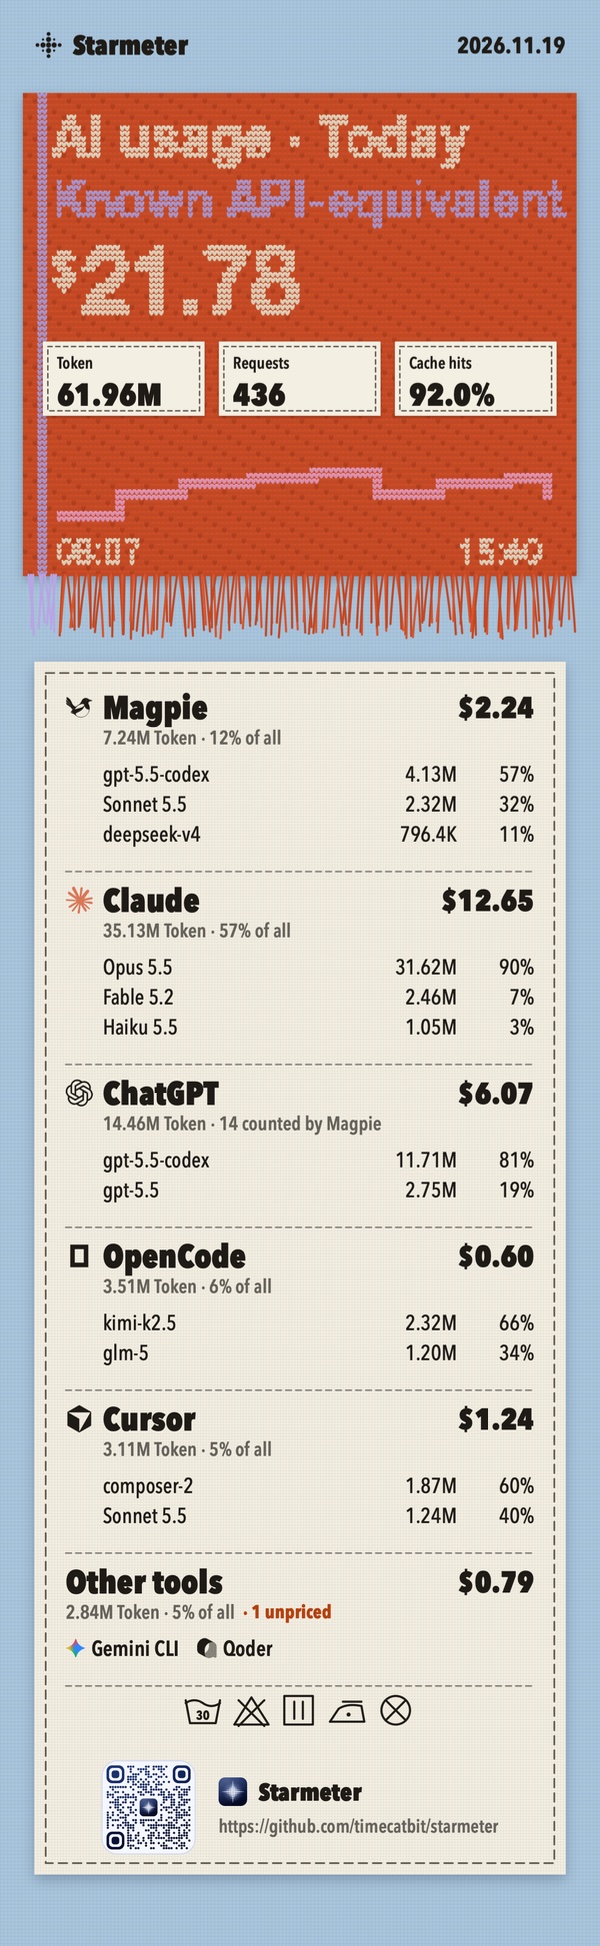 Starmeter 2026.11.19
AI usage · Today
Known API-equivalent
$21.78
Token Requests Cache hits
61.96M 436 92.0%
08:07 15:40
Magpie $2.24
7.24M Token · 12% of all
gpt-5.5-codex 4.13M 57%
Sonnet 5.5 2.32M 32%
deepseek-v4 796.4K 11%
Claude $12.65
35.13M Token · 57% of all
Opus 5.5 31.62M 90%
Fable 5.2 2.46M 7%
Haiku 5.5 1.05M 3%
ChatGPT $6.07
14.46M Token · 14 counted by Magpie
gpt-5.5-codex 11.71M 81%
gpt-5.5 2.75M 19%
OpenCode $0.60
3.51M Token · 6% of all
kimi-k2.5 2.32M 66%
glm-5 1.20M 34%
Cursor $1.24
3.11M Token · 5% of all
composer-2 1.87M 60%
Sonnet 5.5 1.24M 40%
Other tools $0.79
2.84M Token · 5% of all · 1 unpriced
Gemini CLI Qoder
30
Starmeter
https://github.com/timecatbit/starmeter